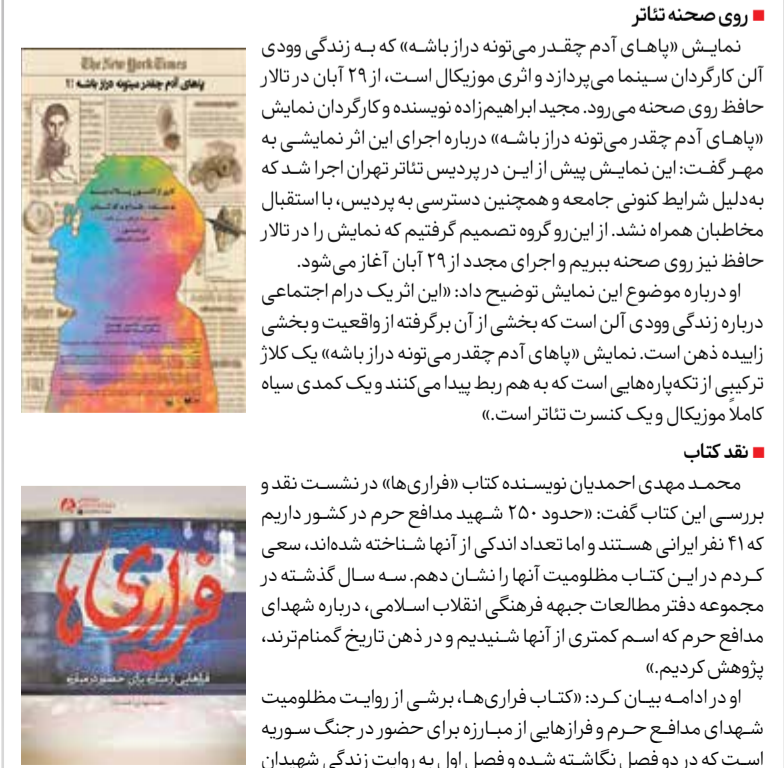 روی صحنه تئاتر
نمایش «پاهای آدم چقدر می‌تونه دراز باشه» که به زندگی وودی
آلن کارگردان سینما می‌پردازد و اثری موزیکال است، از ۲۹ آبان در تالار
حافظ روی صحنه می‌رود. مجید ابراهیم‌زاده نویسنده و کارگردان نمایش
«پاهای آدم چقدر می‌تونه دراز باشه» درباره اجرای این اثر نمایشی به
مهر گفت: این نمایش پیش از این در پردیس تئاتر تهران اجرا شد که
به‌دلیل شرایط کنونی جامعه و همچنین دسترسی به پردیس، با استقبال
مخاطبان همراه نشد. از این‌رو گروه تصمیم گرفتیم که نمایش را در تالار
حافظ نیز روی صحنه ببریم و اجرای مجدد از ۲۹ آبان آغاز می‌شود.
او درباره موضوع این نمایش توضیح داد: «این اثر یک درام اجتماعی
درباره زندگی وودی آلن است که بخشی از آن برگرفته از واقعیت و بخشی
زاییده ذهن است. نمایش «پاهای آدم چقدر می‌تونه دراز باشه» یک کلاژ
ترکیبی از تکه‌پاره‌هایی است که به هم ربط پیدا می‌کنند و یک کمدی سیاه
کاملاً موزیکال و یک کنسرت تئاتر است.»
The New York Times
پاهای آدم چقدر میتونه دراز باشه ؟!
نقد کتاب
محمد مهدی احمدیان نویسنده کتاب «فراری‌ها» در نشست نقد و
بررسی این کتاب گفت: «حدود ۲۵۰ شهید مدافع حرم در کشور داریم
که ۴۱ نفر ایرانی هستند و اما تعداد اندکی از آنها شناخته شده‌اند، سعی
کردم در این کتاب مظلومیت آنها را نشان دهم. سه سال گذشته در
مجموعه دفتر مطالعات جبهه فرهنگی انقلاب اسلامی، درباره شهدای
مدافع حرم که اسم کمتری از آنها شنیدیم و در ذهن تاریخ گمنام‌ترند،
پژوهش کردیم.»
او در ادامه بیان کرد: «کتاب فراری‌ها، برشی از روایت مظلومیت
شهدای مدافع حرم و فرازهایی از مبارزه برای حضور در جنگ سوریه
است که در دو فصل نگاشته شده و فصل اول به روایت زندگی شهیدان
فراری‌ها
فرازهایی از مبارزه برای حضور در مبارزه